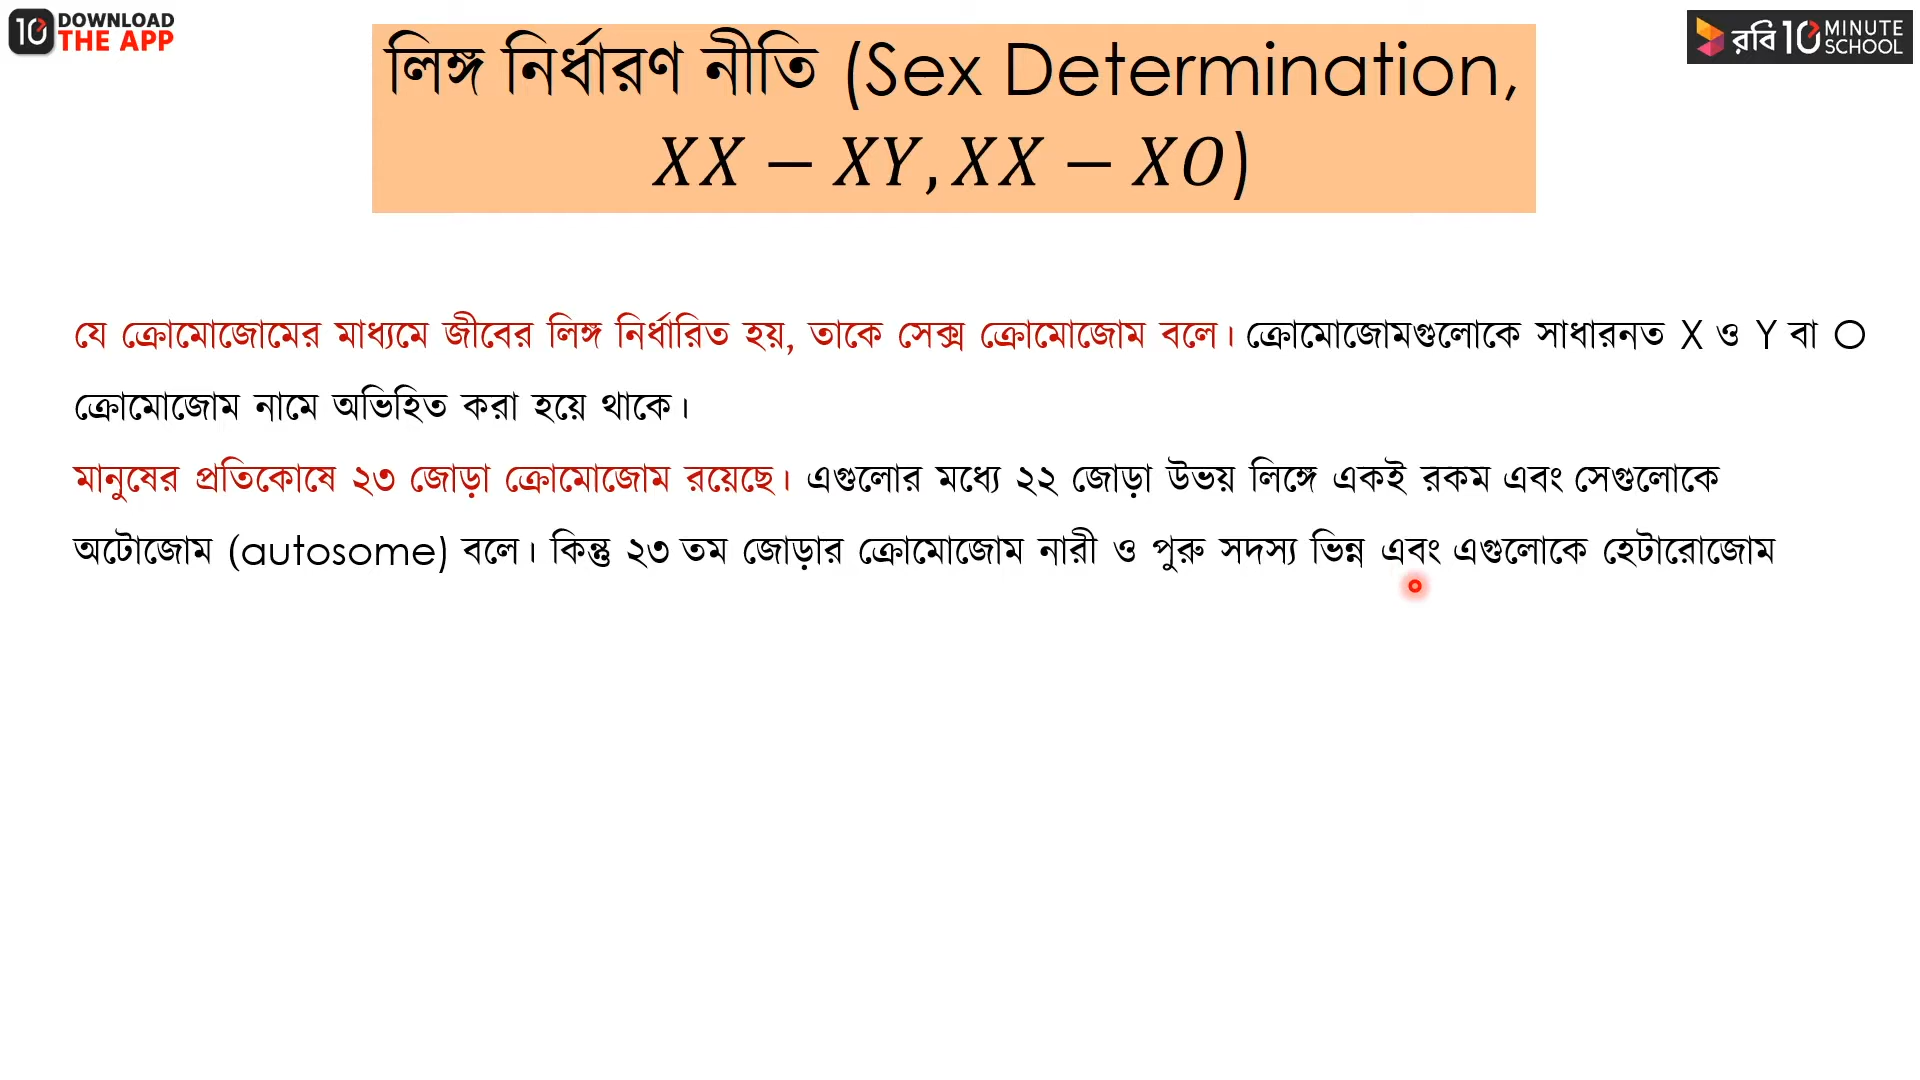 10 DOWNLOAD THE APP
রবি 10 MINUTE SCHOOL
লিঙ্গ নির্ধারণ নীতি (Sex Determination,
XX − XY, XX − XO)
যে ক্রোমোজোমের মাধ্যমে জীবের লিঙ্গ নির্ধারিত হয়, তাকে সেক্স ক্রোমোজোম বলে। ক্রোমোজোমগুলোকে সাধারনত X ও Y বা O
ক্রোমোজোম নামে অভিহিত করা হয়ে থাকে।
মানুষের প্রতিকোষে ২৩ জোড়া ক্রোমোজোম রয়েছে। এগুলোর মধ্যে ২২ জোড়া উভয় লিঙ্গে একই রকম এবং সেগুলোকে
অটোজোম (autosome) বলে। কিন্তু ২৩ তম জোড়ার ক্রোমোজোম নারী ও পুরু সদস্য ভিন্ন এবং এগুলোকে হেটারোজোম